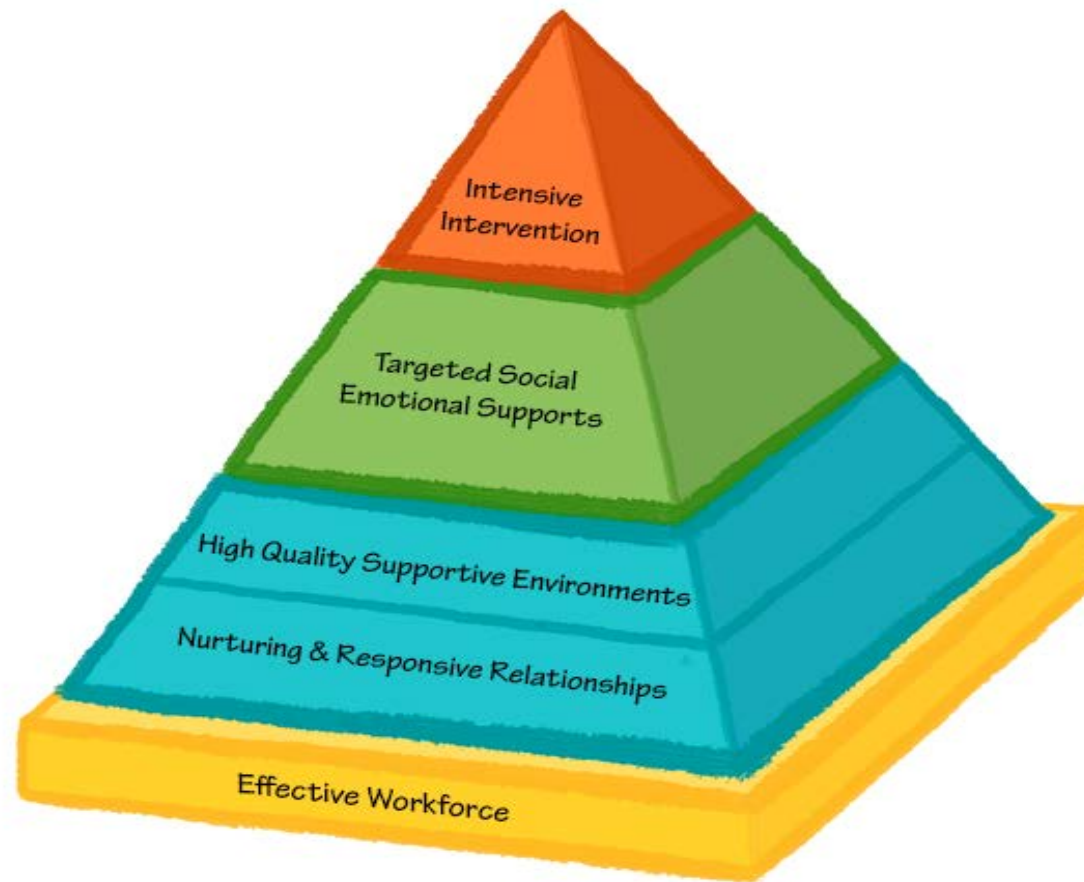 Intensive
Intervention
Targeted Social
Emotional Supports
High Quality Supportive Environments
Nurturing & Responsive Relationships
Effective Workforce